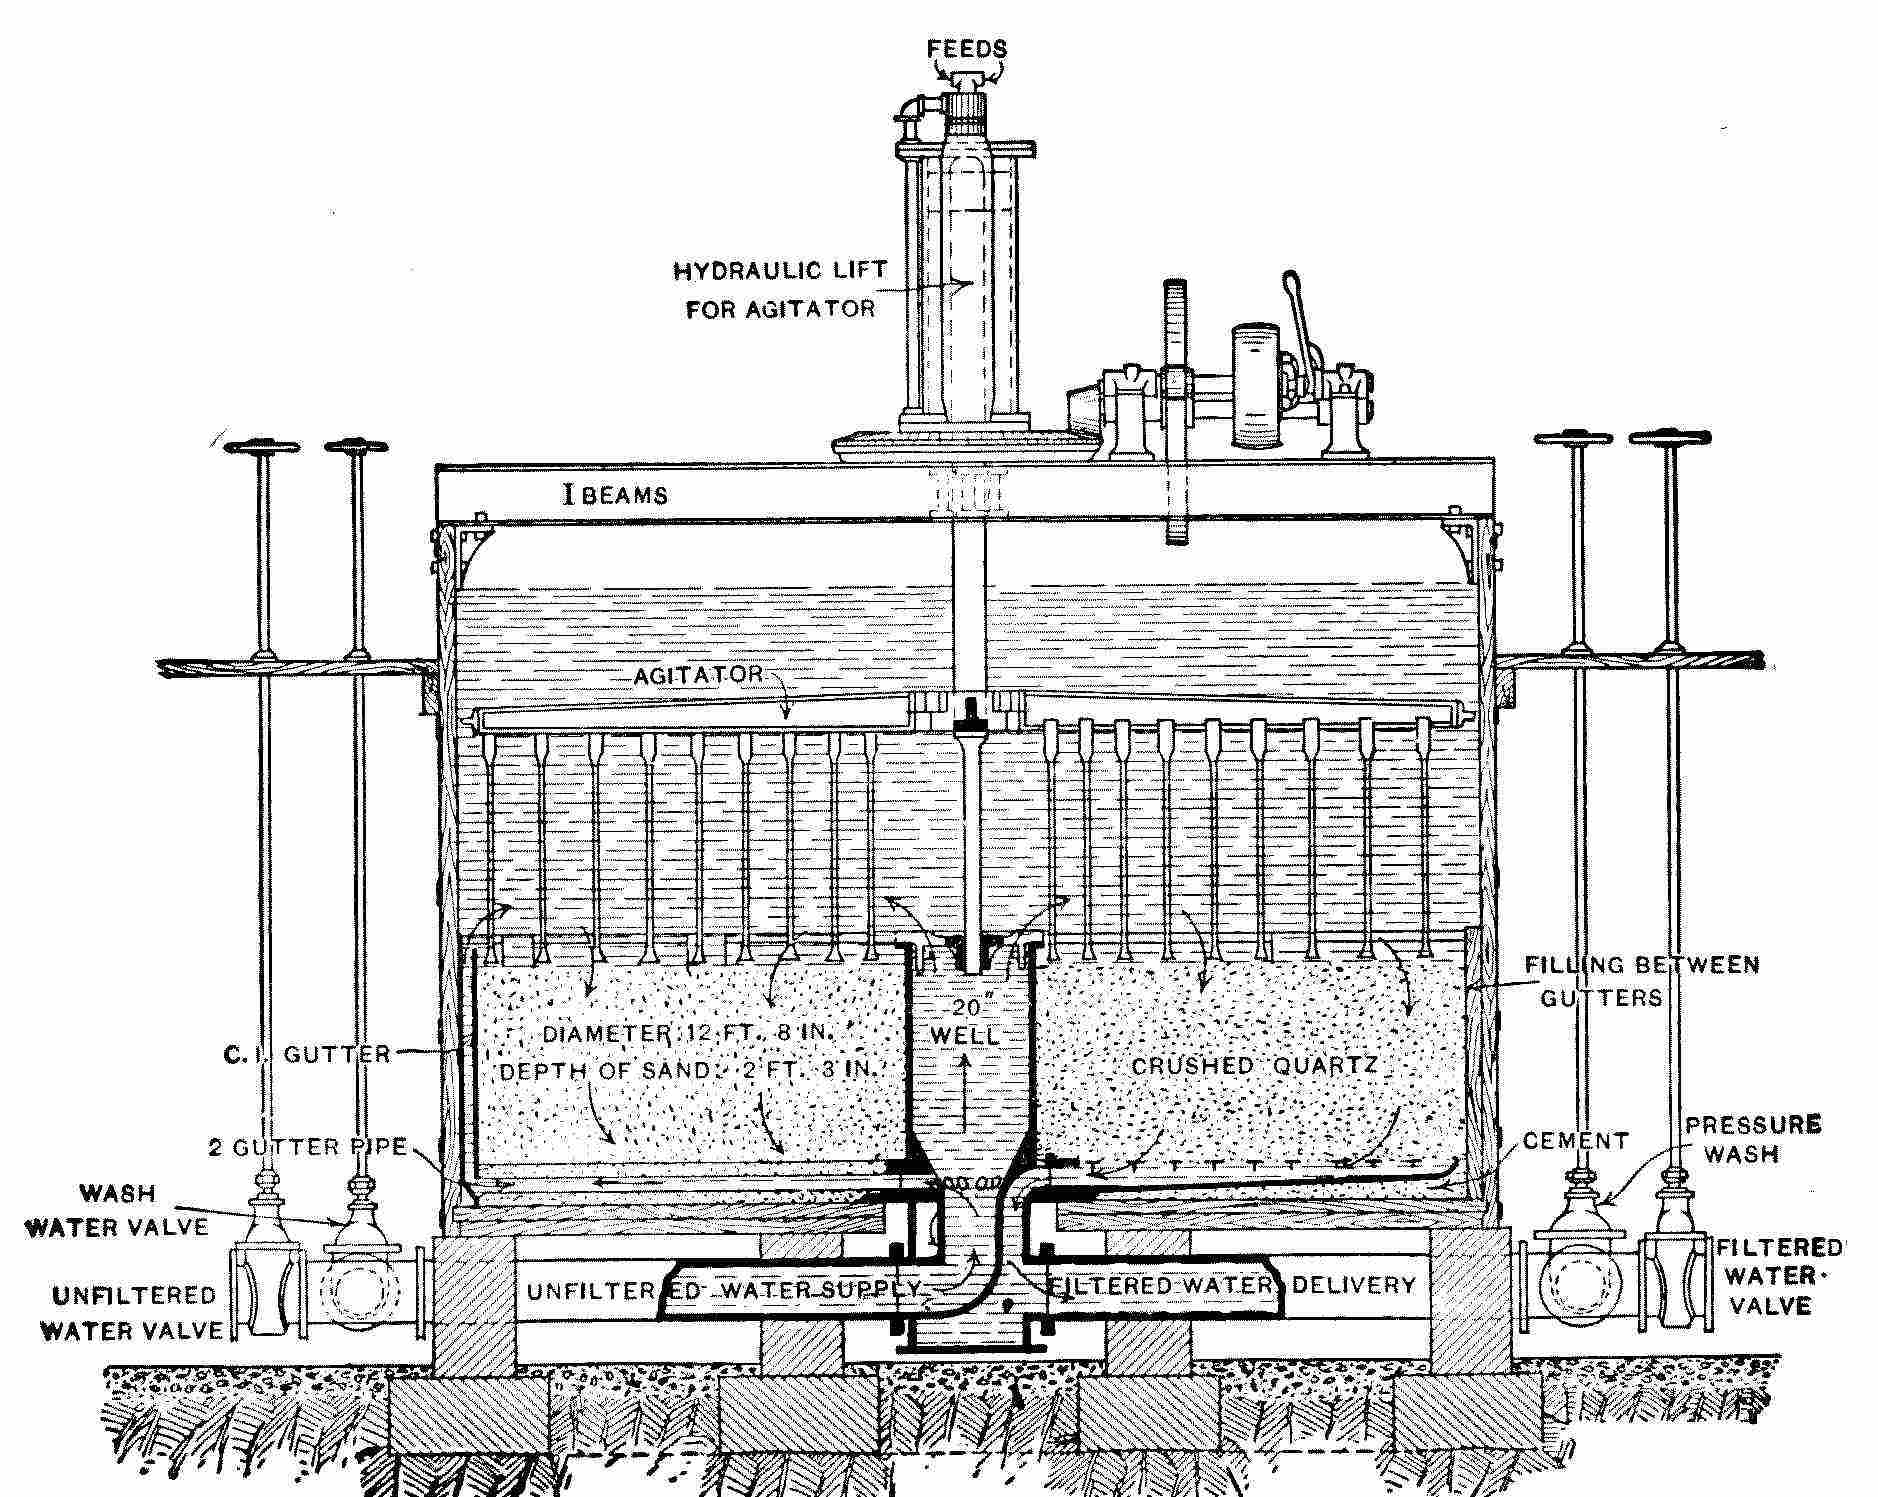 FEEDS
HYDRAULIC LIFT
FOR AGITATOR
I BEAMS
AGITATOR
FILLING BETWEEN
GUTTERS
20"
WELL
DIAMETER: 12 FT. 8 IN.
DEPTH OF SAND: 2 FT. 3 IN.
C. I. GUTTER
CRUSHED QUARTZ
2 GUTTER PIPE
CEMENT
PRESSURE
WASH
WASH
WATER VALVE
UNFILTERED
WATER VALVE
UNFILTERED WATER SUPPLY
FILTERED WATER DELIVERY
FILTERED
WATER
VALVE